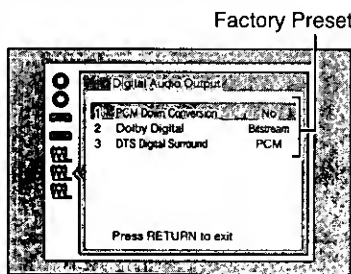 Factory Preset
Digital Audio Output
1 PCM Down Conversion No
2 Dolby Digital Bitstream
3 DTS Digital Surround PCM
Press RETURN to exit